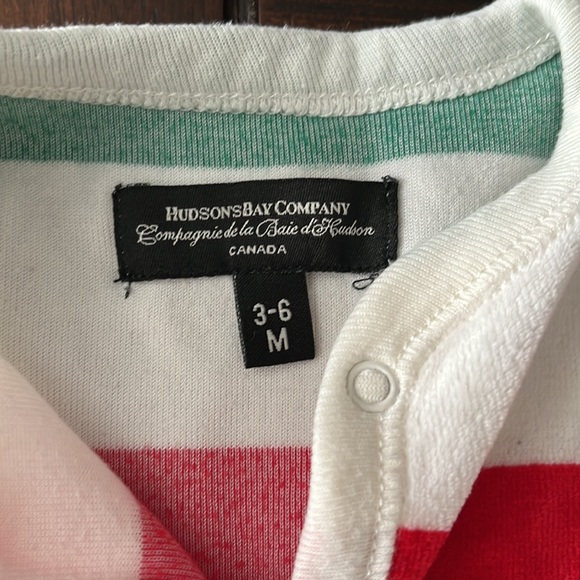 HUDSON'S BAY COMPANY
Compagnie de la Baie d'Hudson
CANADA
3-6
M